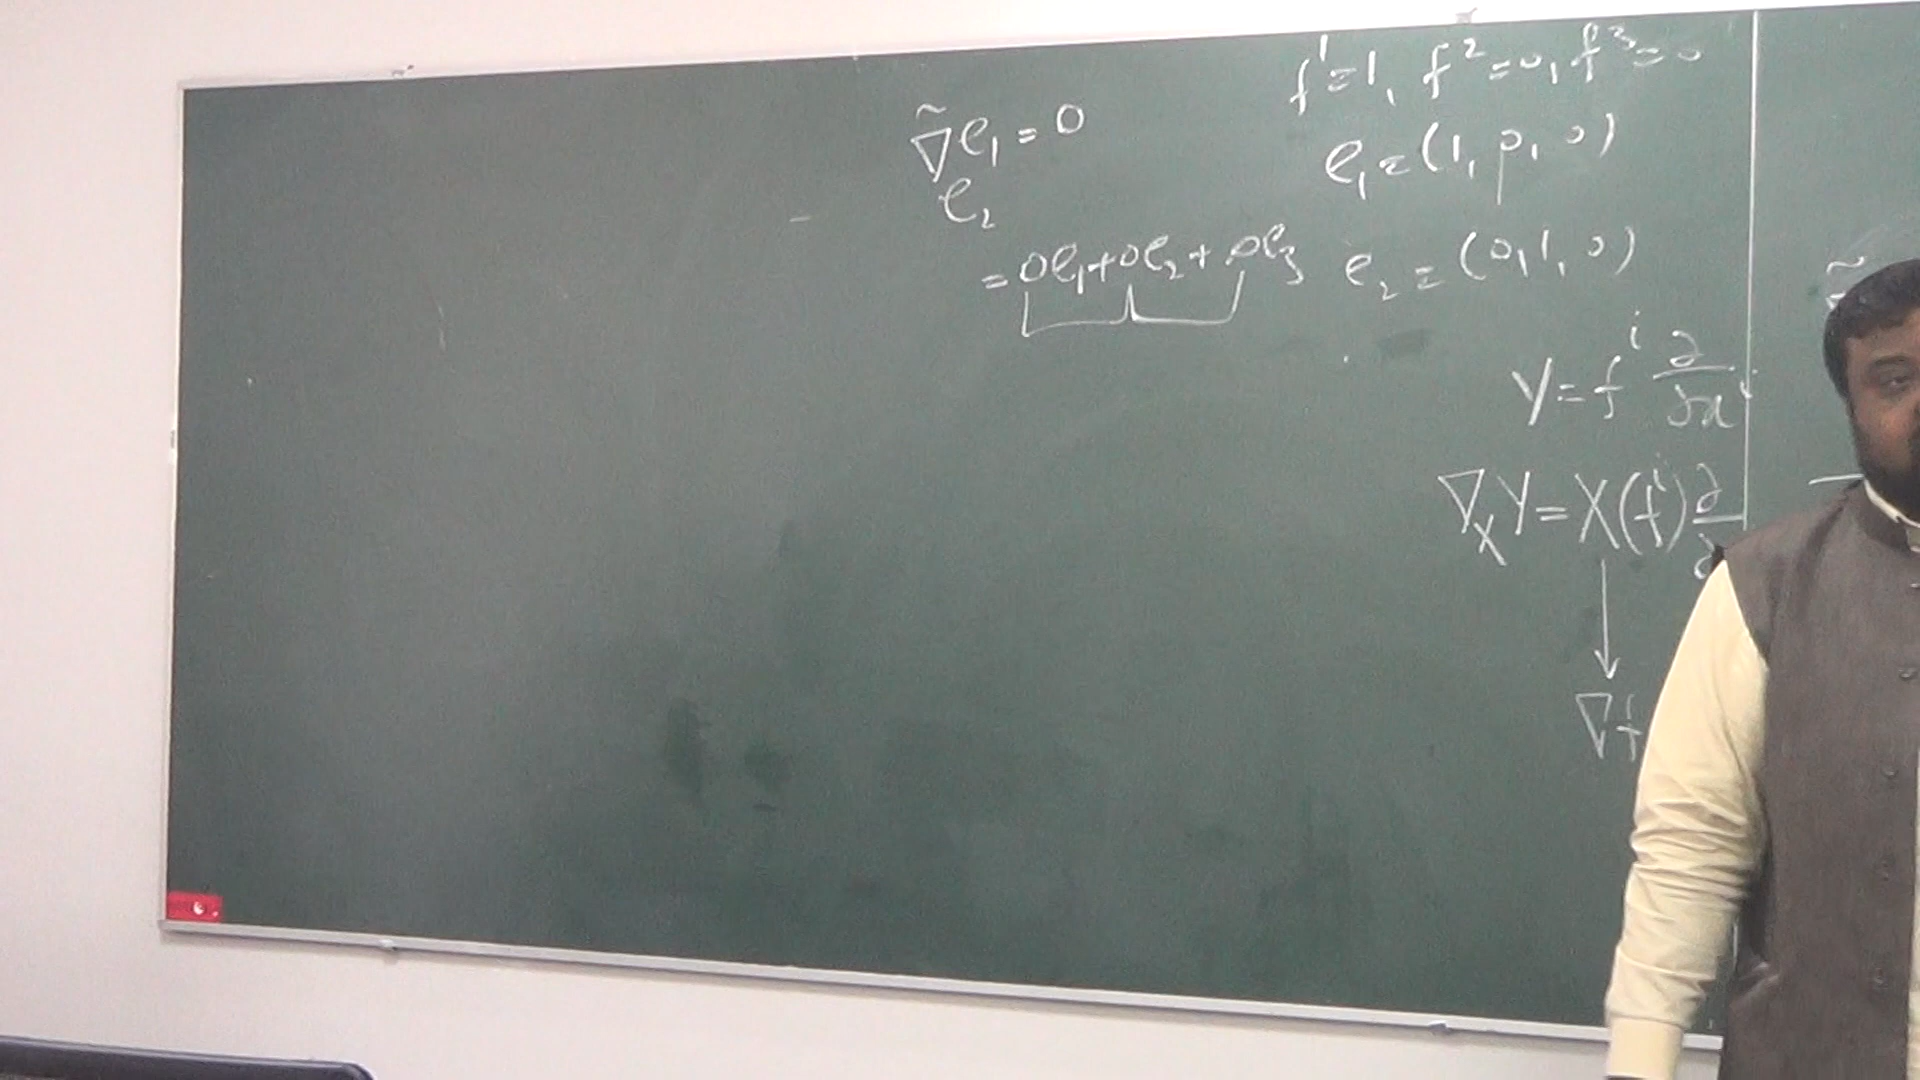 f¹=1, f²=0, f³=0
∇̃_{e₂} e₁ = 0
e₁=(1, 0, 0)
= 0e₁+0e₂+0e₃
e₂ = (0, 1, 0)
Y = fⁱ ∂/∂xⁱ
∇_X Y = X(fⁱ) ∂/∂
↓
∇f